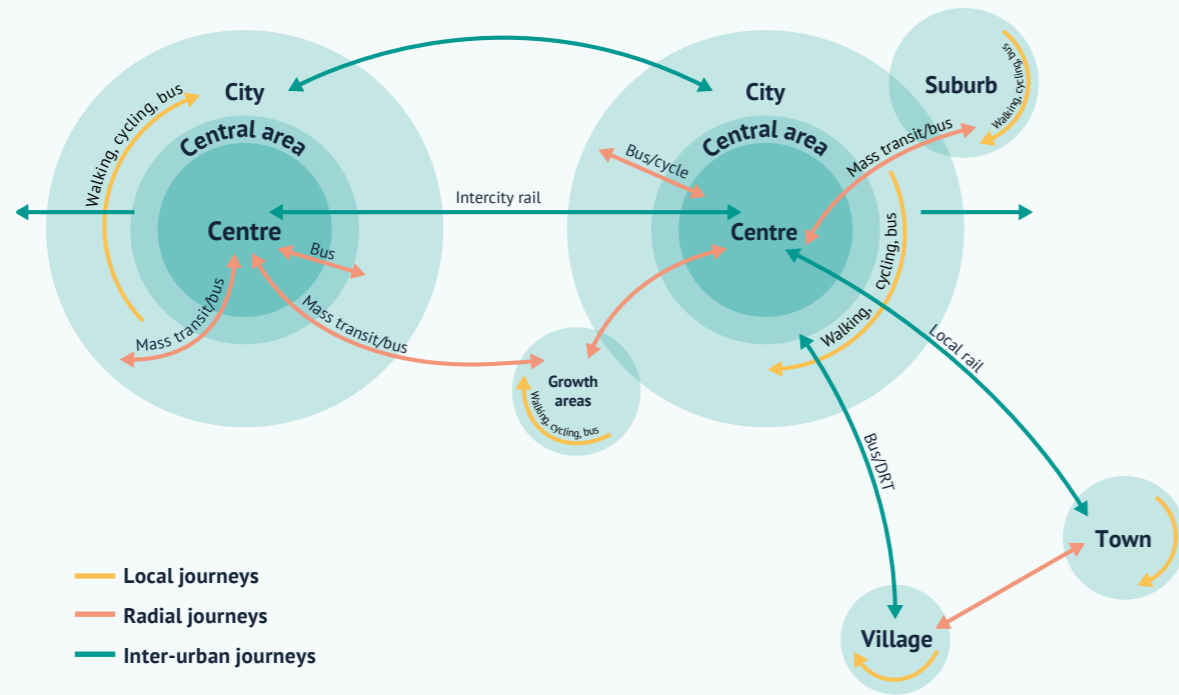 City
Central area
Centre
Walking, cycling, bus
Bus
Mass transit/bus
Mass transit/bus
Intercity rail
City
Central area
Centre
Bus/cycle
Mass transit/bus
Suburb
Walking, cycling, bus
Walking, cycling, bus
Growth
areas
Walking, cycling, bus
Local rail
Bus/DRT
Town
Village
Local journeys
Radial journeys
Inter-urban journeys